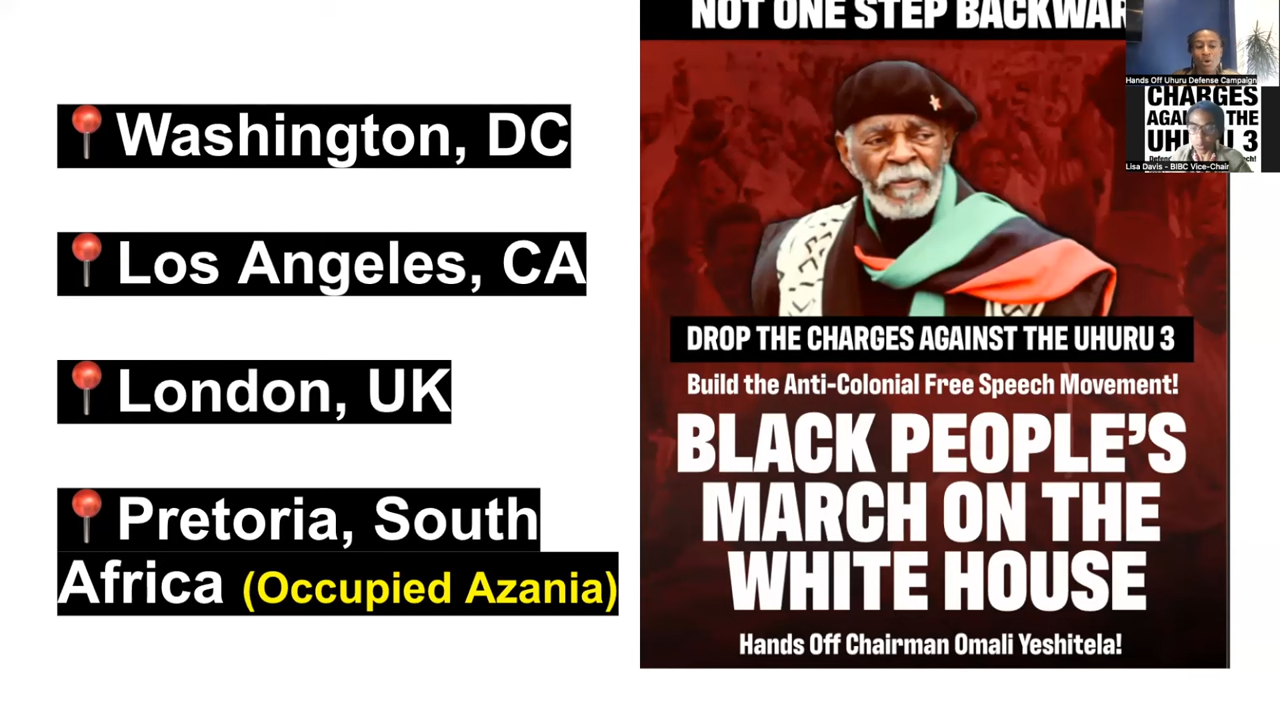 Washington, DC
Los Angeles, CA
London, UK
Pretoria, South
Africa (Occupied Azania)
NOT ONE STEP BACKWAR
DROP THE CHARGES AGAINST THE UHURU 3
Build the Anti-Colonial Free Speech Movement!
BLACK PEOPLE'S
MARCH ON THE
WHITE HOUSE
Hands Off Chairman Omali Yeshitela!
Hands Off Uhuru Defense Campaign
CHARGES
THE
3
Lisa Davis - BIBC Vice-Chair